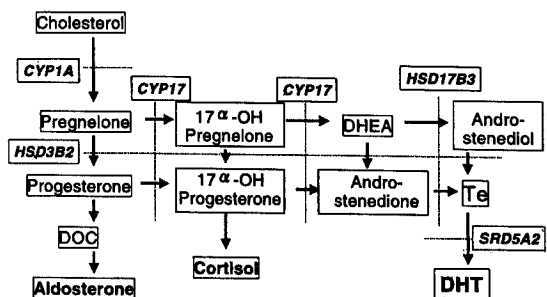 Cholesterol
CYP1A
CYP17
CYP17
HSD17B3
Pregnelone
17α-OH
Pregnelone
DHEA
Andro-
stenediol
HSD3B2
Progesterone
17α-OH
Progesterone
Andro-
stenedione
Te
DOC
SRD5A2
Aldosterone
Cortisol
DHT